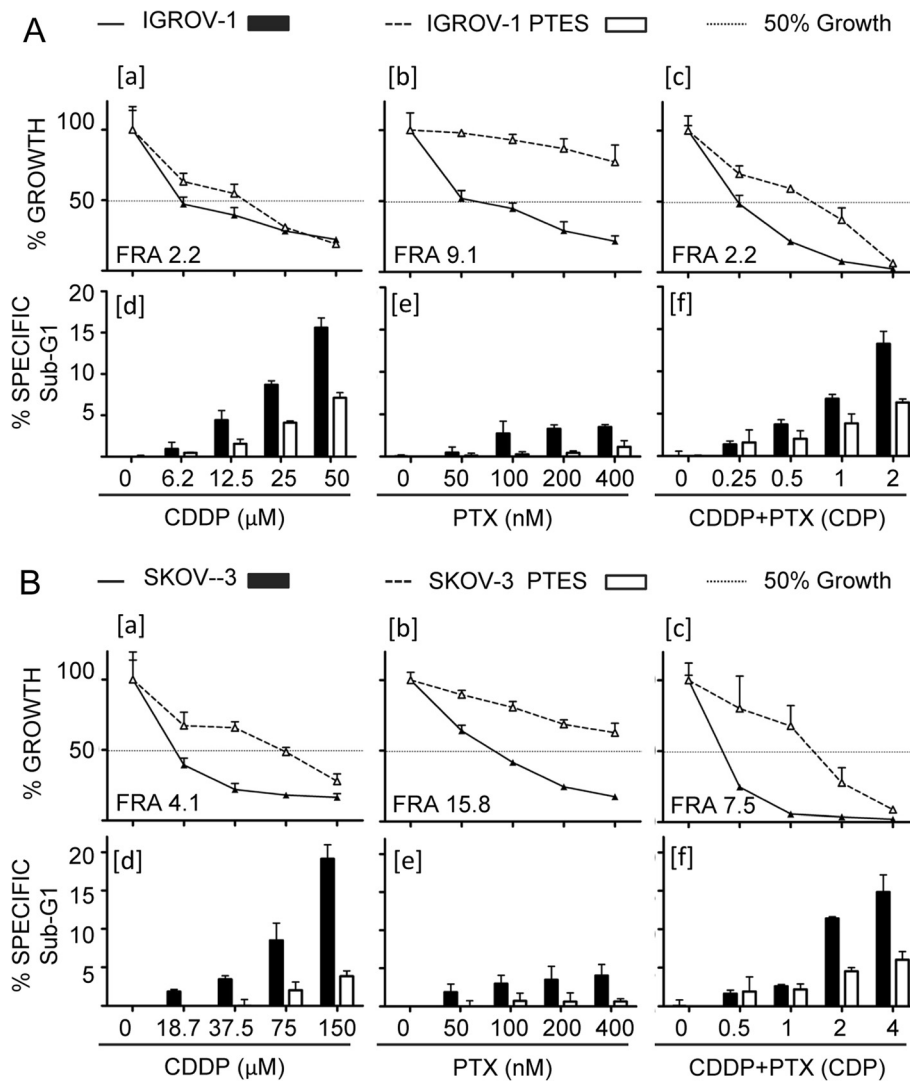 A
IGROV-1 IGROV-1 PTES 50% Growth
[a] [b] [c]
% GROWTH
100
50
FRA 2.2 FRA 9.1 FRA 2.2
% SPECIFIC
Sub-G1
20
15
10
5
[d] [e] [f]
0 6.2 12.5 25 50 0 50 100 200 400 0 0.25 0.5 1 2
CDDP (μM) PTX (nM) CDDP+PTX (CDP)
B
SKOV--3 SKOV-3 PTES 50% Growth
[a] [b] [c]
% GROWTH
100
50
FRA 4.1 FRA 15.8 FRA 7.5
% SPECIFIC
Sub-G1
20
15
10
5
[d] [e] [f]
0 18.7 37.5 75 150 0 50 100 200 400 0 0.5 1 2 4
CDDP (μM) PTX (nM) CDDP+PTX (CDP)